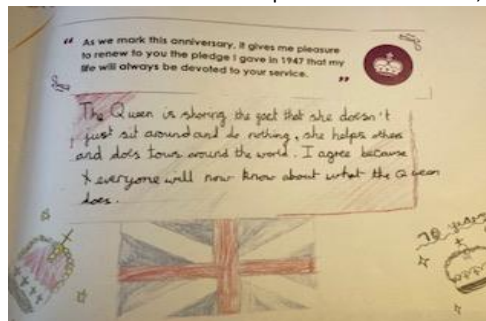 “ As we mark this anniversary, it gives me pleasure
to renew to you the pledge I gave in 1947 that my
life will always be devoted to your service. ”
The Queen is sharing the fact that she doesn't
just sit around and do nothing, she helps others
and does tours around the world. I agree because
everyone will now know about what the Queen
does.
70 years